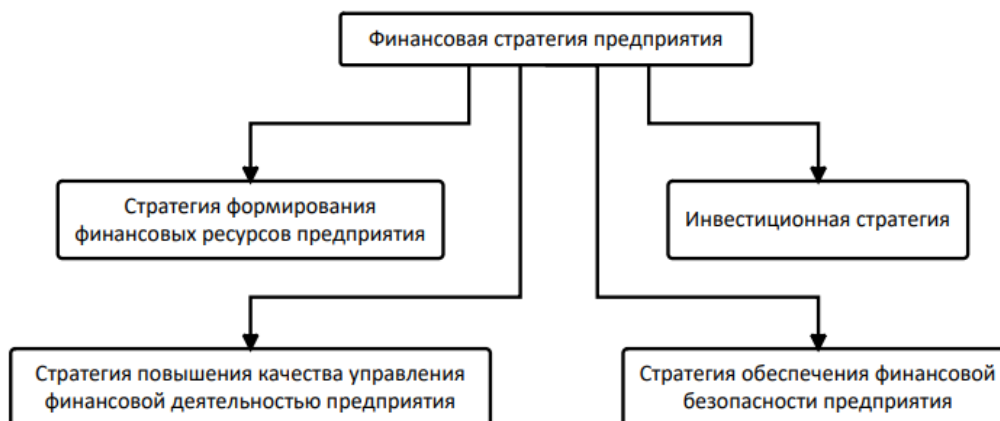 Финансовая стратегия предприятия
Стратегия формирования
финансовых ресурсов предприятия
Инвестиционная стратегия
Стратегия повышения качества управления
финансовой деятельностью предприятия
Стратегия обеспечения финансовой
безопасности предприятия